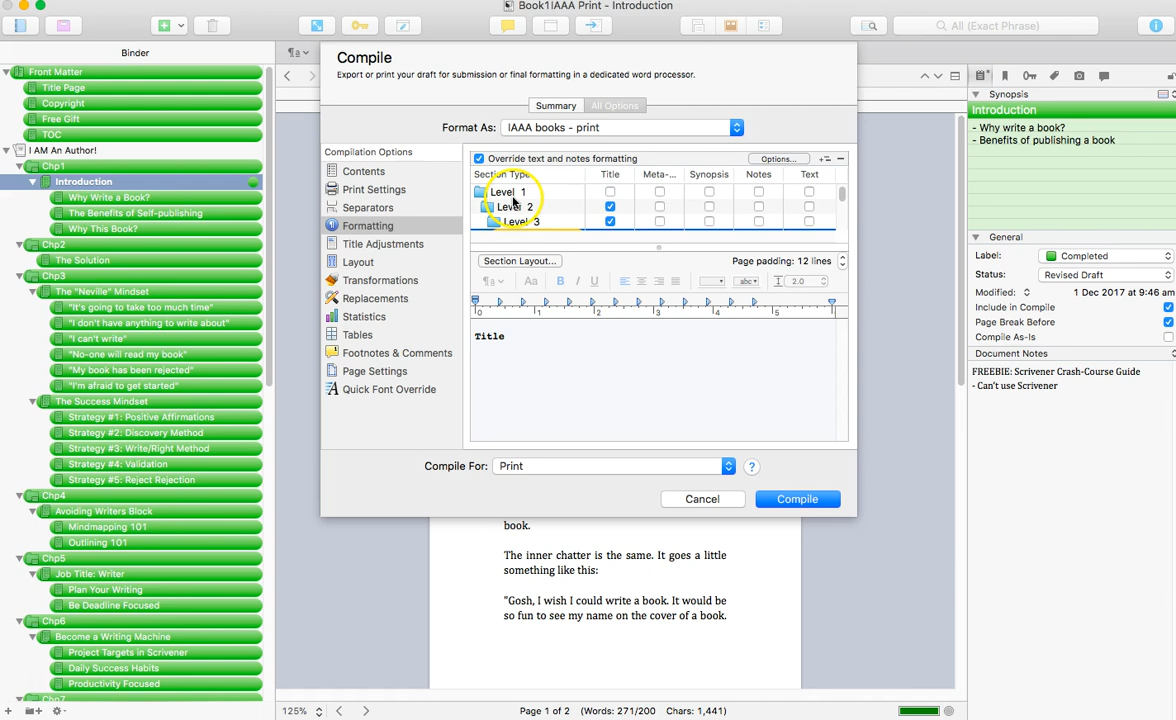 Book1IAAA Print - Introduction
All (Exact Phrase)
Binder
Front Matter
Title Page
Copyright
Free Gift
TOC
I AM An Author!
Chp1
Introduction
Why Write a Book?
The Benefits of Self-publishing
Why This Book?
Chp2
The Solution
Chp3
The "Neville" Mindset
"It's going to take too much time"
"I don't have anything to write about"
"I can't write"
"No-one will read my book"
"My book has been rejected"
"I'm afraid to get started"
The Success Mindset
Strategy #1: Positive Affirmations
Strategy #2: Discovery Method
Strategy #3: Write/Right Method
Strategy #4: Validation
Strategy #5: Reject Rejection
Chp4
Avoiding Writers Block
Mindmapping 101
Outlining 101
Chp5
Job Title: Writer
Plan Your Writing
Be Deadline Focused
Chp6
Become a Writing Machine
Project Targets in Scrivener
Daily Success Habits
Productivity Focused
Chp7
Compile
Export or print your draft for submission or final formatting in a dedicated word processor.
Summary All Options
Format As: IAAA books - print
Compilation Options
Contents
Print Settings
Separators
Formatting
Title Adjustments
Layout
Transformations
Replacements
Statistics
Tables
Footnotes & Comments
Page Settings
Quick Font Override
Override text and notes formatting Options...
Section Type Title Meta-... Synopsis Notes Text
Level 1
Level 2
Level 3
Section Layout... Page padding: 12 lines
Aa B I U abc 2.0
0 1 2 3 4 5
Title
Compile For: Print ?
Cancel Compile
book.
The inner chatter is the same. It goes a little
something like this:
"Gosh, I wish I could write a book. It would be
so fun to see my name on the cover of a book.
125% Page 1 of 2 (Words: 271/200 Chars: 1,441)
Synopsis
Introduction
- Why write a book?
- Benefits of publishing a book
General
Label: Completed
Status: Revised Draft
Modified: 1 Dec 2017 at 9:46 am
Include in Compile
Page Break Before
Compile As-Is
Document Notes
FREEBIE: Scrivener Crash-Course Guide
- Can't use Scrivener